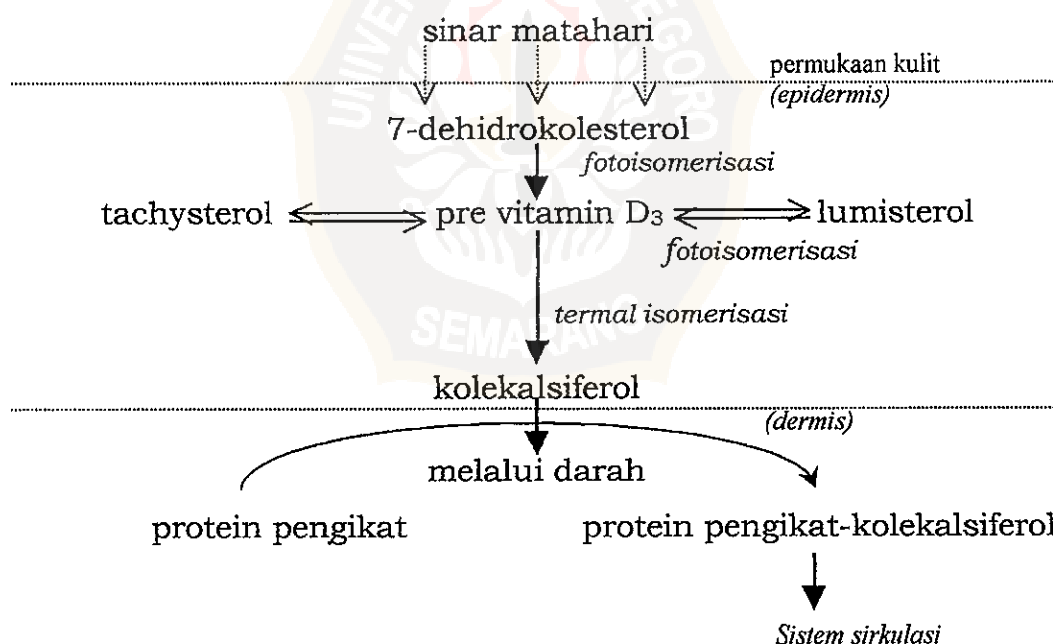 sinar matahari
permukaan kulit
(epidermis)
7-dehidrokolesterol
fotoisomerisasi
tachysterol pre vitamin D₃ lumisterol
fotoisomerisasi
termal isomerisasi
SEMARANG
kolekalsiferol
(dermis)
melalui darah
protein pengikat protein pengikat-kolekalsiferol
Sistem sirkulasi